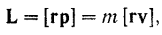 L = [rp] = m [rv],